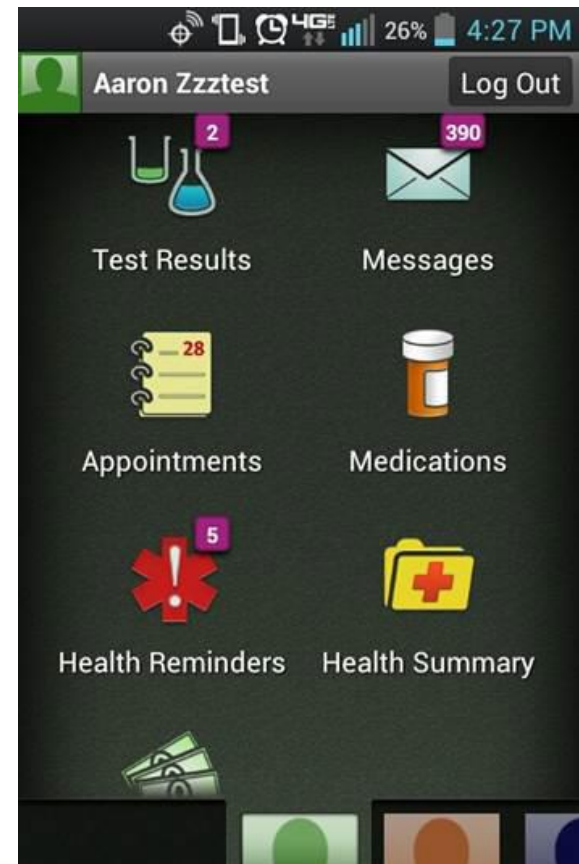 4G 26% 4:27 PM
Aaron Zzztest Log Out
2 390
Test Results Messages
28
Appointments Medications
5
!
Health Reminders Health Summary